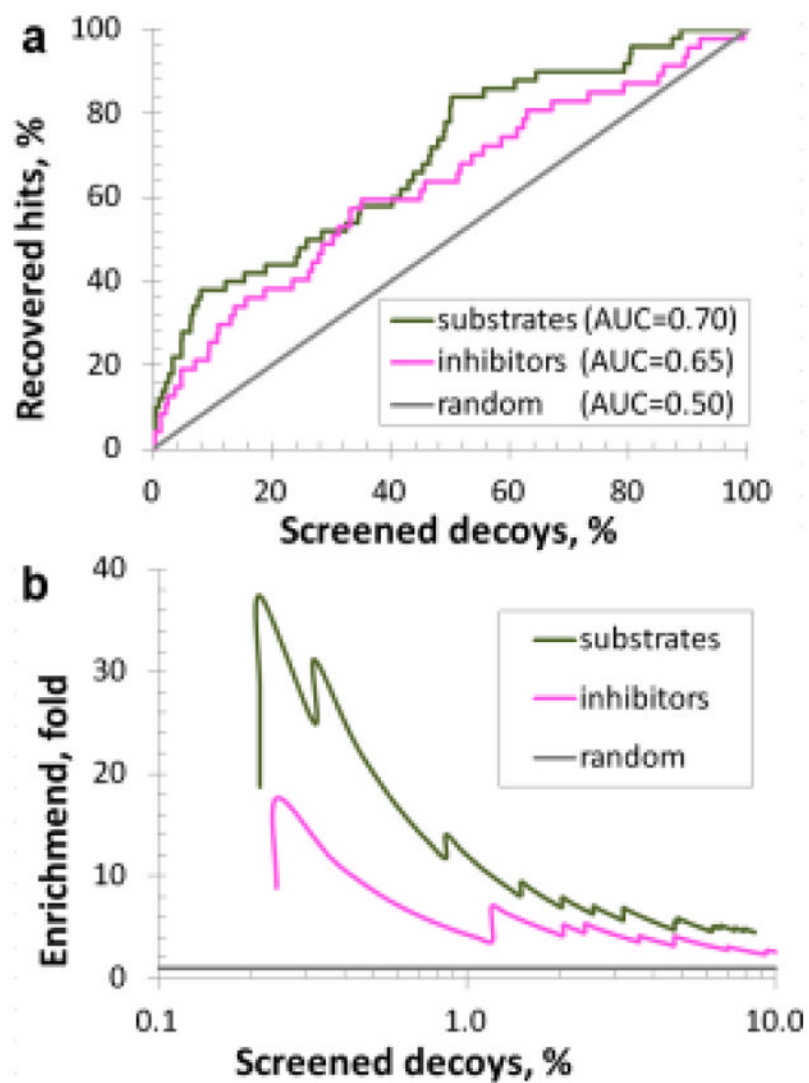 a
100
80
60
40
20
0
Recovered hits, %
substrates (AUC=0.70)
inhibitors (AUC=0.65)
random (AUC=0.50)
0 20 40 60 80 100
Screened decoys, %
b
40
30
20
10
0
Enrichmend, fold
substrates
inhibitors
random
0.1 1.0 10.0
Screened decoys, %